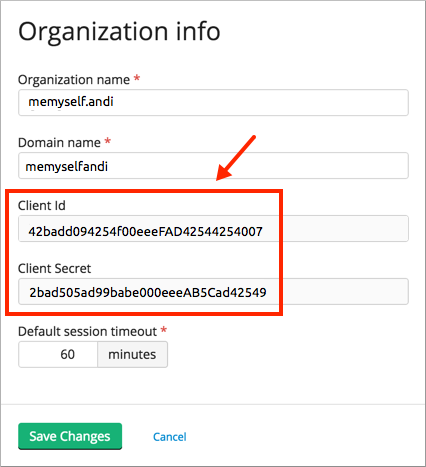 Organization info
Organization name *
memyself.andi
Domain name *
memyselfandi
Client Id
42badd094254f00eeeFAD42544254007
Client Secret
2bad505ad99babe000eeeAB5Cad42549
Default session timeout *
60 minutes
Save Changes Cancel